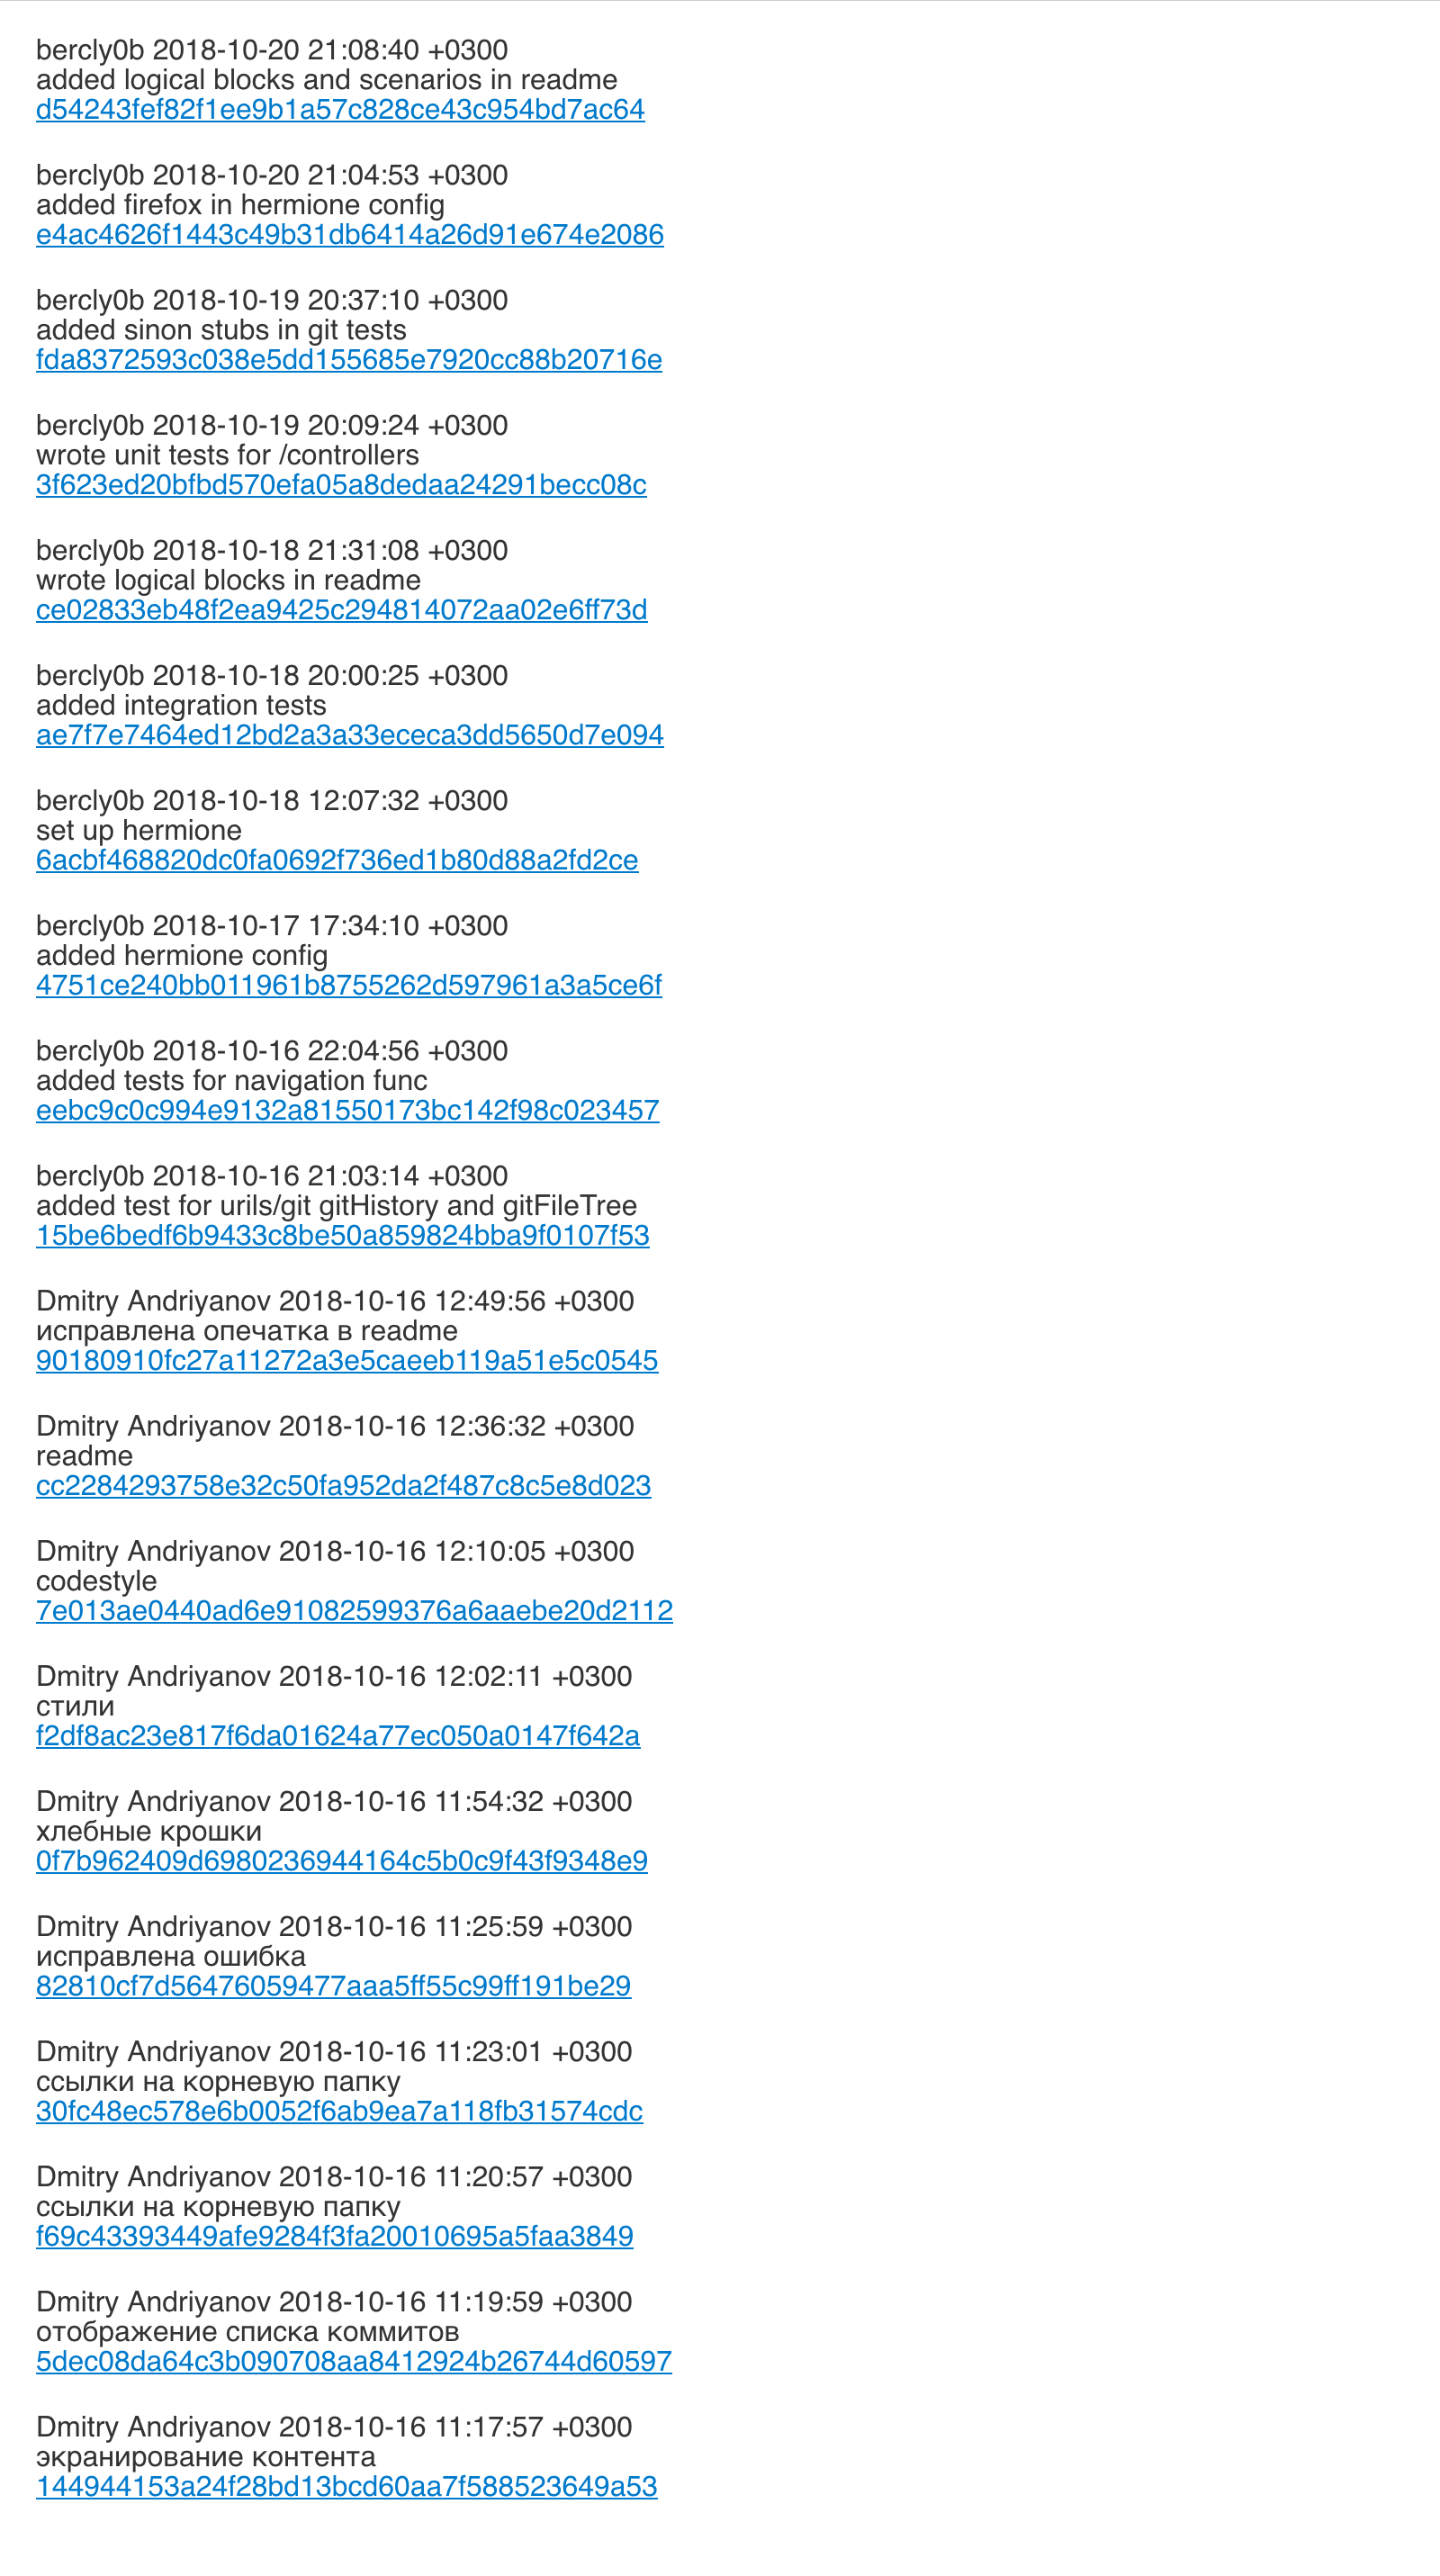 bercly0b 2018-10-20 21:08:40 +0300
added logical blocks and scenarios in readme
d54243fef82f1ee9b1a57c828ce43c954bd7ac64
bercly0b 2018-10-20 21:04:53 +0300
added firefox in hermione config
e4ac4626f1443c49b31db6414a26d91e674e2086
bercly0b 2018-10-19 20:37:10 +0300
added sinon stubs in git tests
fda8372593c038e5dd155685e7920cc88b20716e
bercly0b 2018-10-19 20:09:24 +0300
wrote unit tests for /controllers
3f623ed20bfbd570efa05a8dedaa24291becc08c
bercly0b 2018-10-18 21:31:08 +0300
wrote logical blocks in readme
ce02833eb48f2ea9425c294814072aa02e6ff73d
bercly0b 2018-10-18 20:00:25 +0300
added integration tests
ae7f7e7464ed12bd2a3a33ececa3dd5650d7e094
bercly0b 2018-10-18 12:07:32 +0300
set up hermione
6acbf468820dc0fa0692f736ed1b80d88a2fd2ce
bercly0b 2018-10-17 17:34:10 +0300
added hermione config
4751ce240bb011961b8755262d597961a3a5ce6f
bercly0b 2018-10-16 22:04:56 +0300
added tests for navigation func
eebc9c0c994e9132a81550173bc142f98c023457
bercly0b 2018-10-16 21:03:14 +0300
added test for urils/git gitHistory and gitFileTree
15be6bedf6b9433c8be50a859824bba9f0107f53
Dmitry Andriyanov 2018-10-16 12:49:56 +0300
исправлена опечатка в readme
90180910fc27a11272a3e5caeeb119a51e5c0545
Dmitry Andriyanov 2018-10-16 12:36:32 +0300
readme
cc2284293758e32c50fa952da2f487c8c5e8d023
Dmitry Andriyanov 2018-10-16 12:10:05 +0300
codestyle
7e013ae0440ad6e91082599376a6aaebe20d2112
Dmitry Andriyanov 2018-10-16 12:02:11 +0300
стили
f2df8ac23e817f6da01624a77ec050a0147f642a
Dmitry Andriyanov 2018-10-16 11:54:32 +0300
хлебные крошки
0f7b962409d6980236944164c5b0c9f43f9348e9
Dmitry Andriyanov 2018-10-16 11:25:59 +0300
исправлена ошибка
82810cf7d56476059477aaa5ff55c99ff191be29
Dmitry Andriyanov 2018-10-16 11:23:01 +0300
ссылки на корневую папку
30fc48ec578e6b0052f6ab9ea7a118fb31574cdc
Dmitry Andriyanov 2018-10-16 11:20:57 +0300
ссылки на корневую папку
f69c43393449afe9284f3fa20010695a5faa3849
Dmitry Andriyanov 2018-10-16 11:19:59 +0300
отображение списка коммитов
5dec08da64c3b090708aa8412924b26744d60597
Dmitry Andriyanov 2018-10-16 11:17:57 +0300
экранирование контента
144944153a24f28bd13bcd60aa7f588523649a53